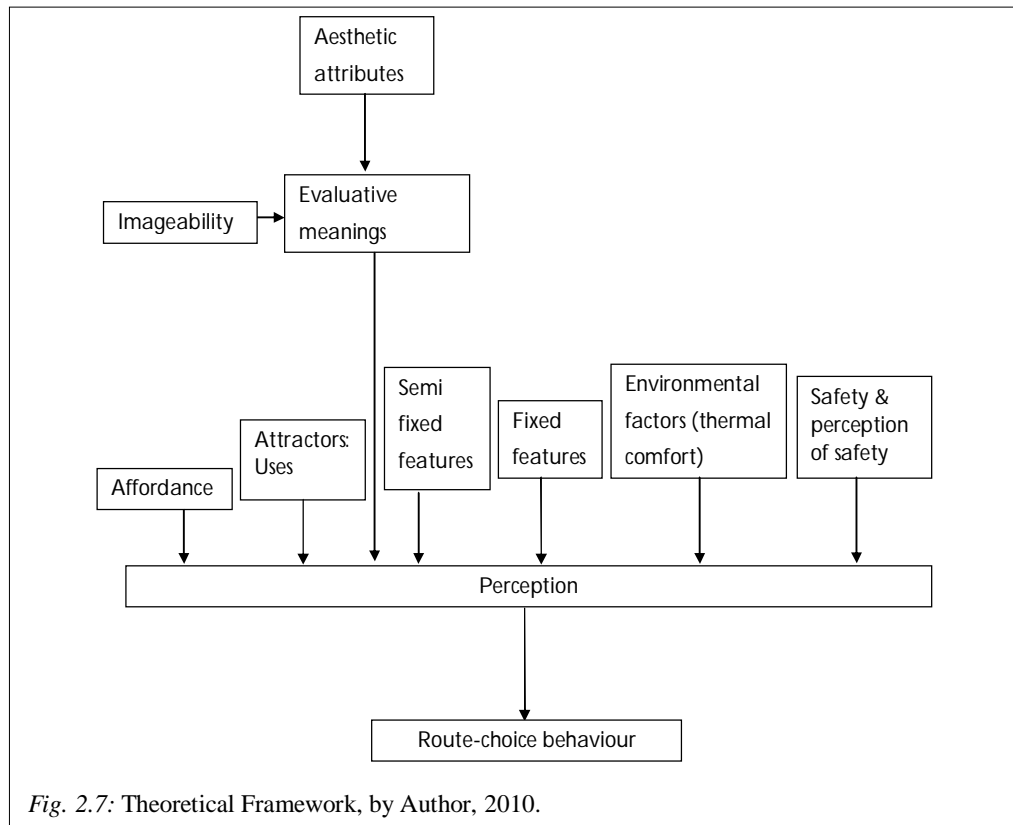 Aesthetic
attributes
Evaluative
meanings
Imageability
Semi
fixed
features
Environmental
factors (thermal
comfort)
Safety &
perception
of safety
Fixed
features
Attractors:
Uses
Affordance
Perception
Route-choice behaviour
Fig. 2.7: Theoretical Framework, by Author, 2010.